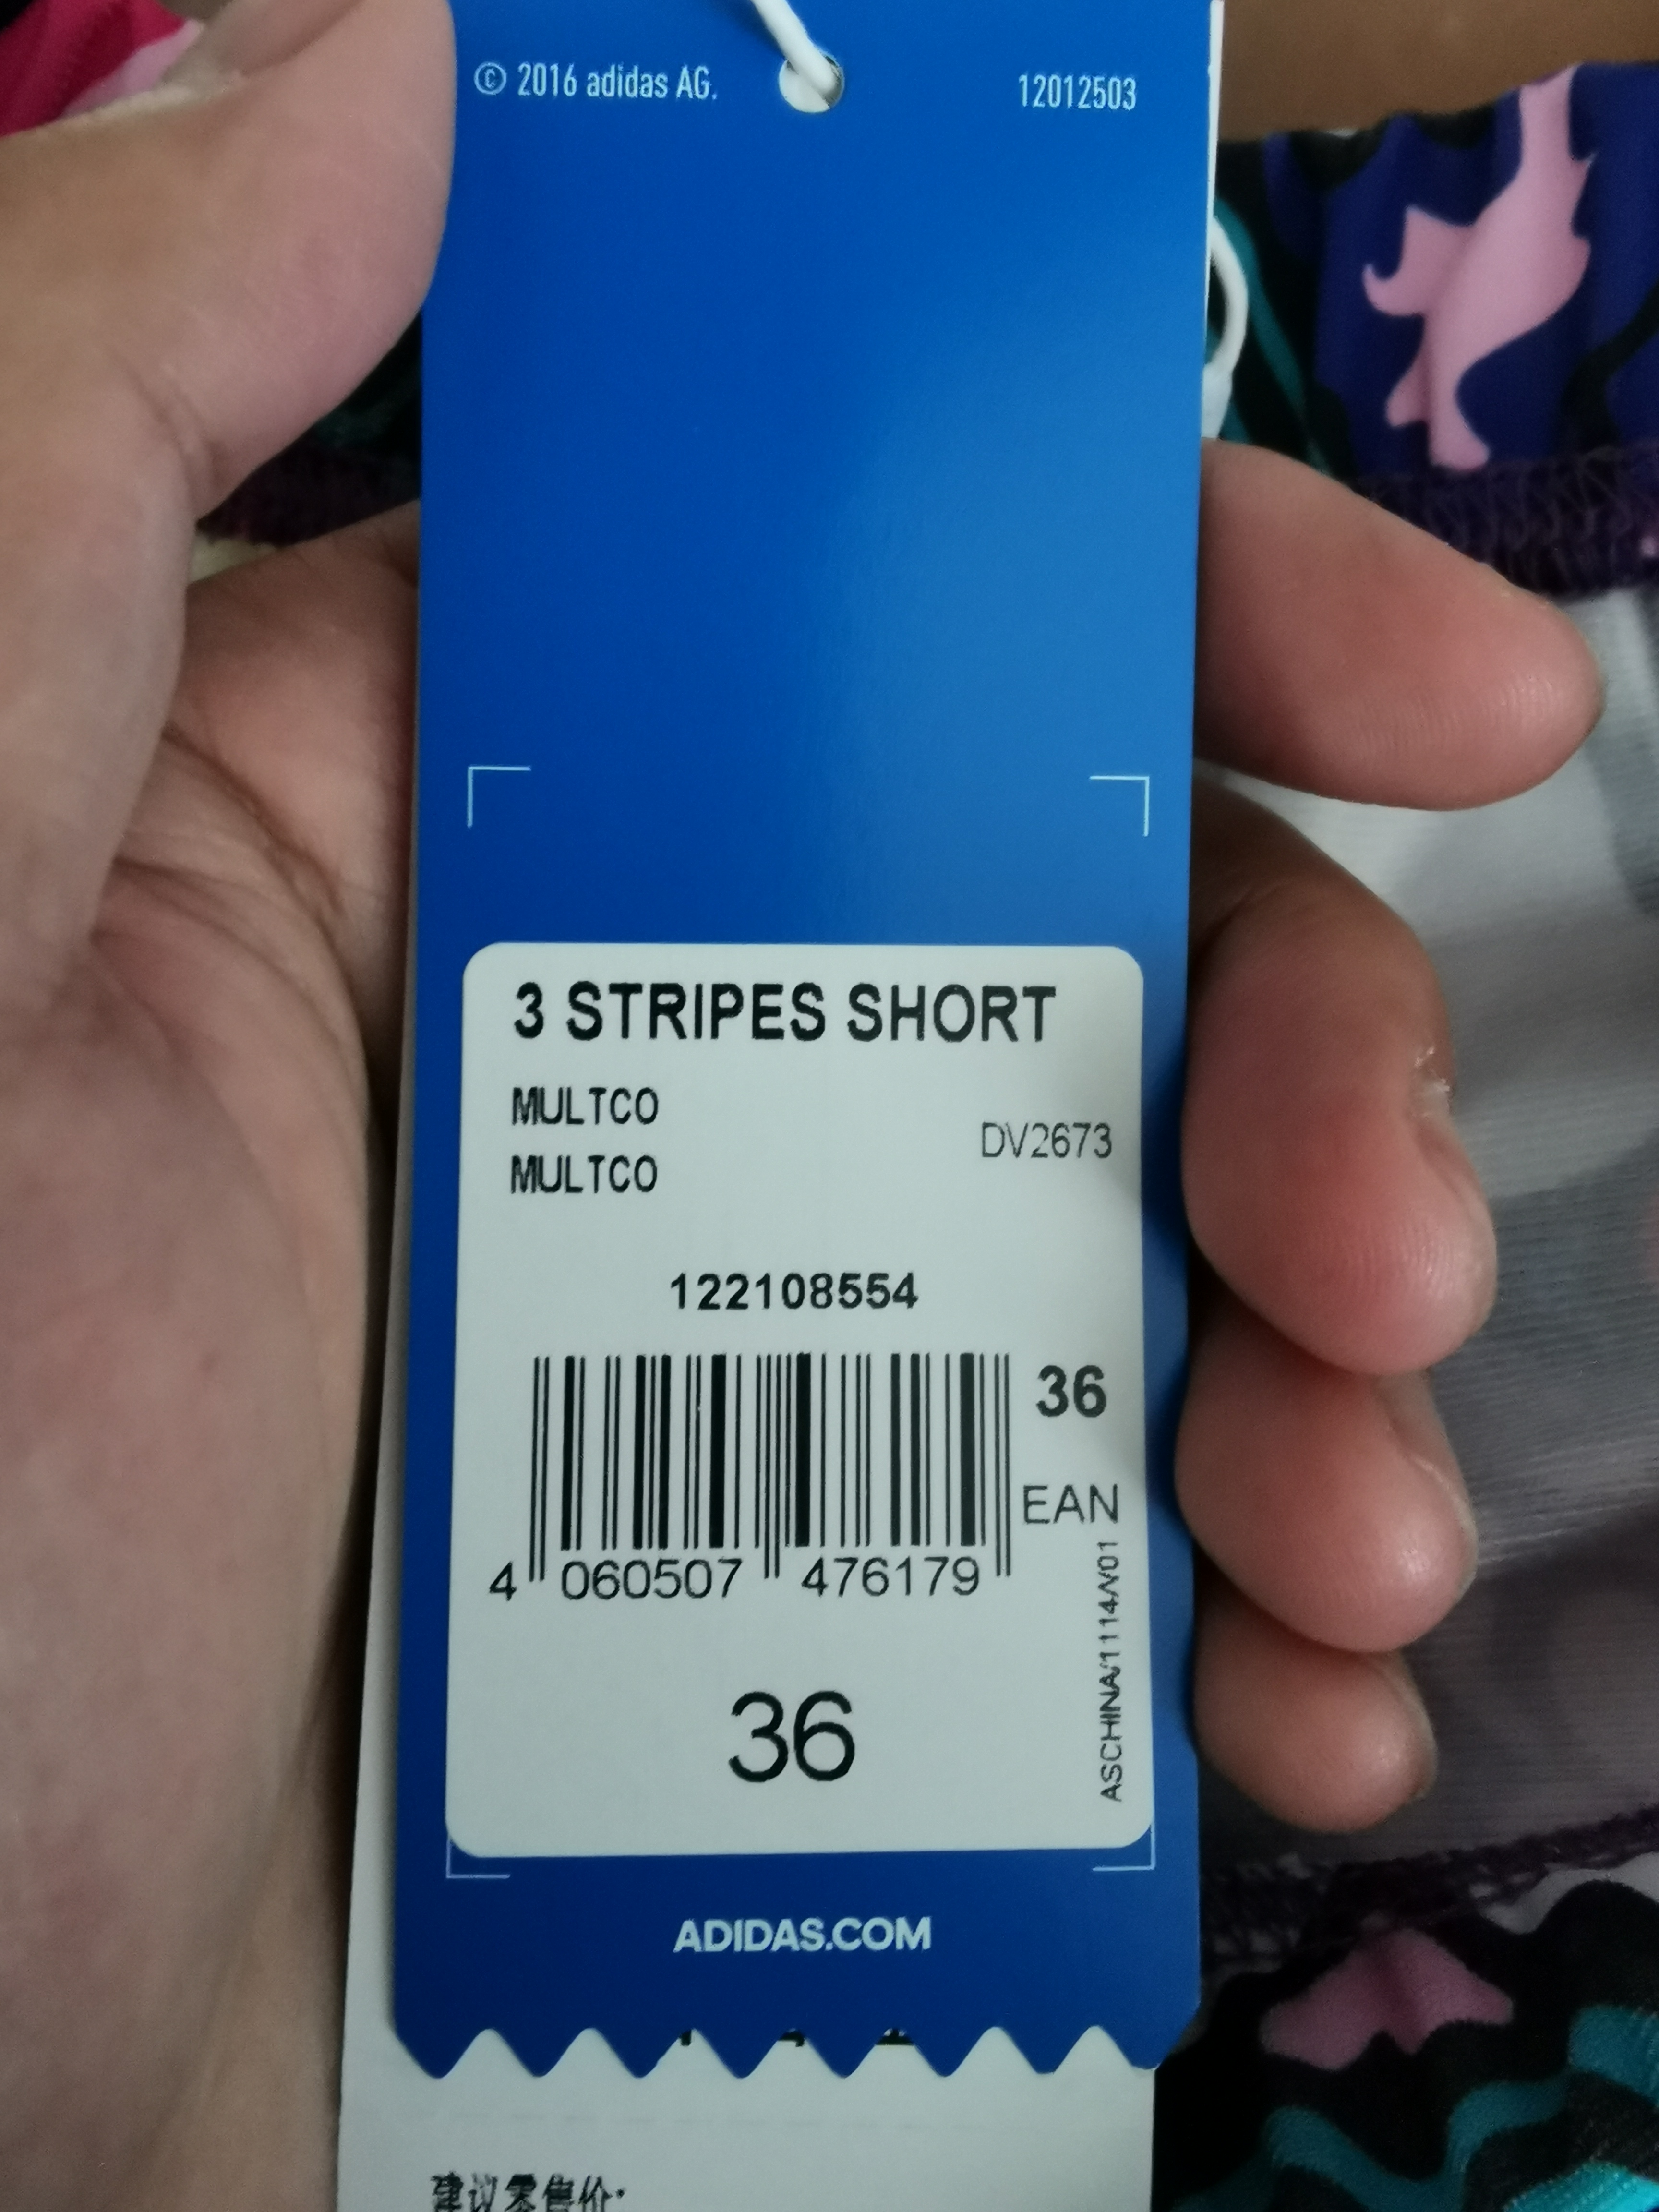 © 2016 adidas AG.
12012503
3 STRIPES SHORT
MULTCO
DV2673
MULTCO
122108554
36
EAN
4 060507 476179
ASCHINA/1114/V01
36
ADIDAS.COM
建议零售价: